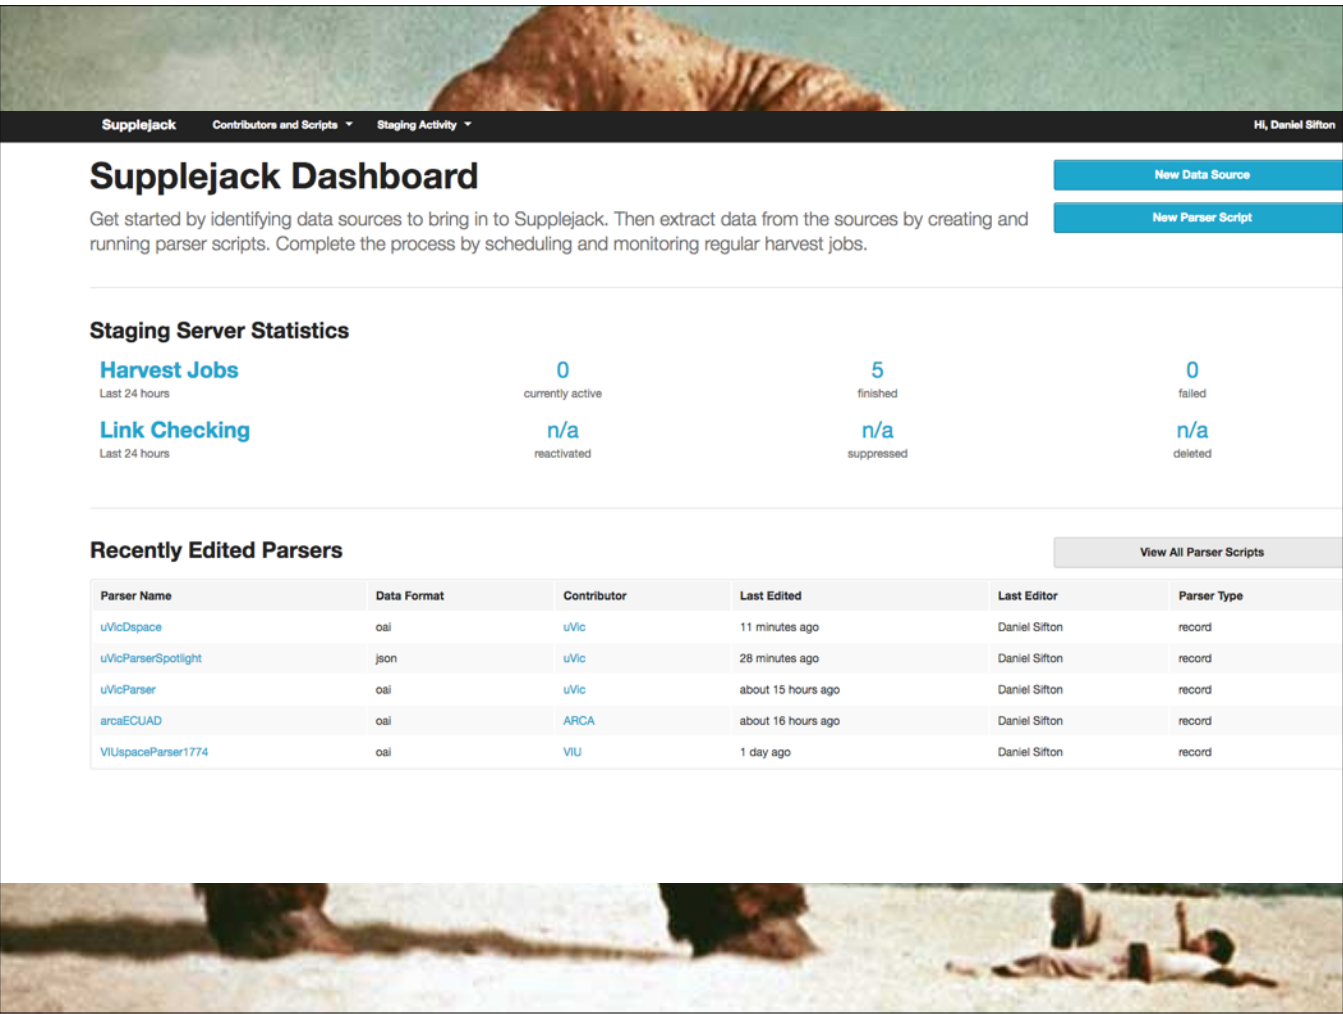 Supplejack Contributors and Scripts Staging Activity Hi, Daniel Sifton
Supplejack Dashboard
New Data Source
Get started by identifying data sources to bring in to Supplejack. Then extract data from the sources by creating and
New Parser Script
running parser scripts. Complete the process by scheduling and monitoring regular harvest jobs.
Staging Server Statistics
Harvest Jobs 0 5 0
Last 24 hours currently active finished failed
Link Checking n/a n/a n/a
Last 24 hours reactivated suppressed deleted
Recently Edited Parsers View All Parser Scripts
Parser Name Data Format Contributor Last Edited Last Editor Parser Type
uVicDspace oai uVic 11 minutes ago Daniel Sifton record
uVicParserSpotlight json uVic 28 minutes ago Daniel Sifton record
uVicParser oai uVic about 15 hours ago Daniel Sifton record
arcaECUAD oai ARCA about 16 hours ago Daniel Sifton record
VIUspaceParser1774 oai VIU 1 day ago Daniel Sifton record